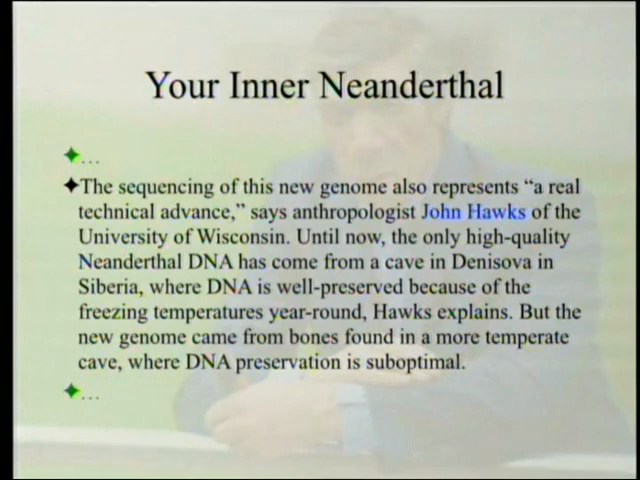 Your Inner Neanderthal
...
The sequencing of this new genome also represents “a real
technical advance,” says anthropologist John Hawks of the
University of Wisconsin. Until now, the only high-quality
Neanderthal DNA has come from a cave in Denisova in
Siberia, where DNA is well-preserved because of the
freezing temperatures year-round, Hawks explains. But the
new genome came from bones found in a more temperate
cave, where DNA preservation is suboptimal.
...